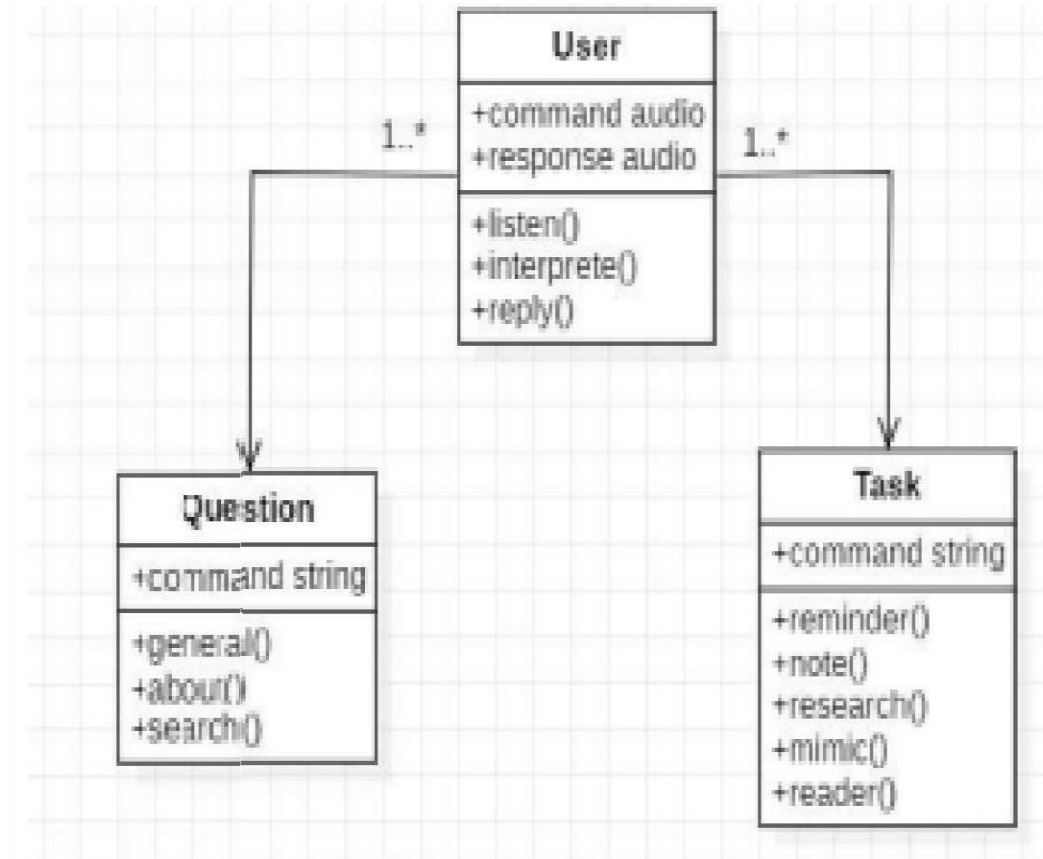 User
+command audio
+response audio
+listen()
+interprete()
+reply()
1..*
1..*
Question
+command string
+general()
+about()
+search()
Task
+command string
+reminder()
+note()
+research()
+mimic()
+reader()